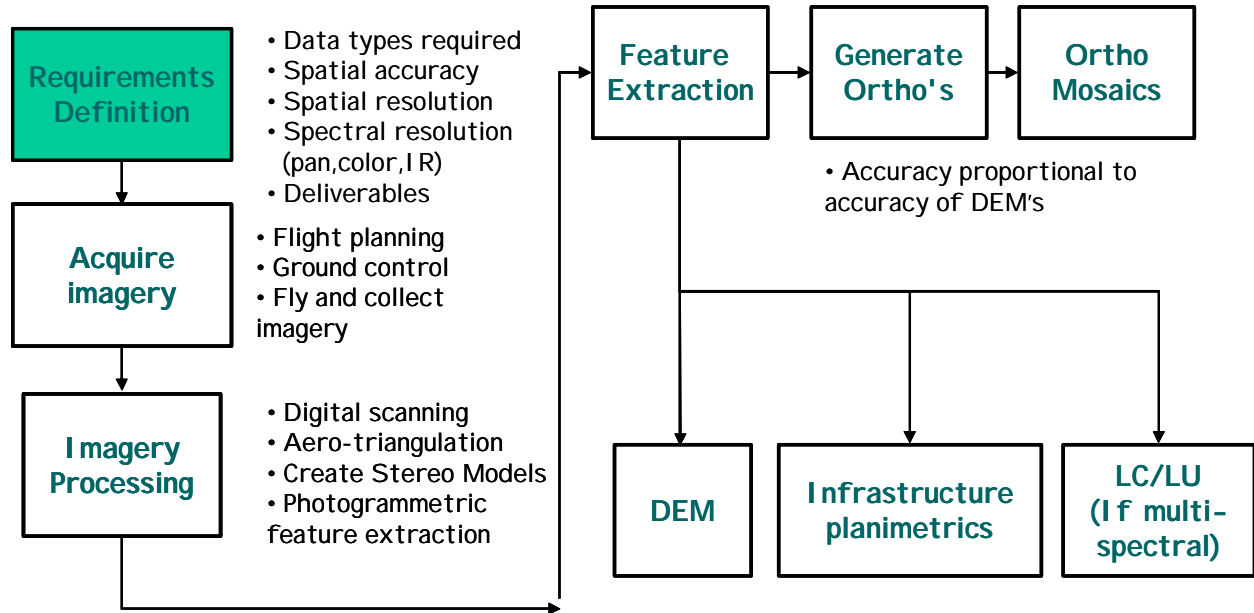 Requirements
Definition
• Data types required
• Spatial accuracy
• Spatial resolution
• Spectral resolution
(pan,color,IR)
• Deliverables
Acquire
imagery
• Flight planning
• Ground control
• Fly and collect
imagery
Imagery
Processing
• Digital scanning
• Aero-triangulation
• Create Stereo Models
• Photogrammetric
feature extraction
Feature
Extraction
Generate
Ortho's
Ortho
Mosaics
• Accuracy proportional to
accuracy of DEM's
DEM
Infrastructure
planimetrics
LC/LU
(If multi-
spectral)